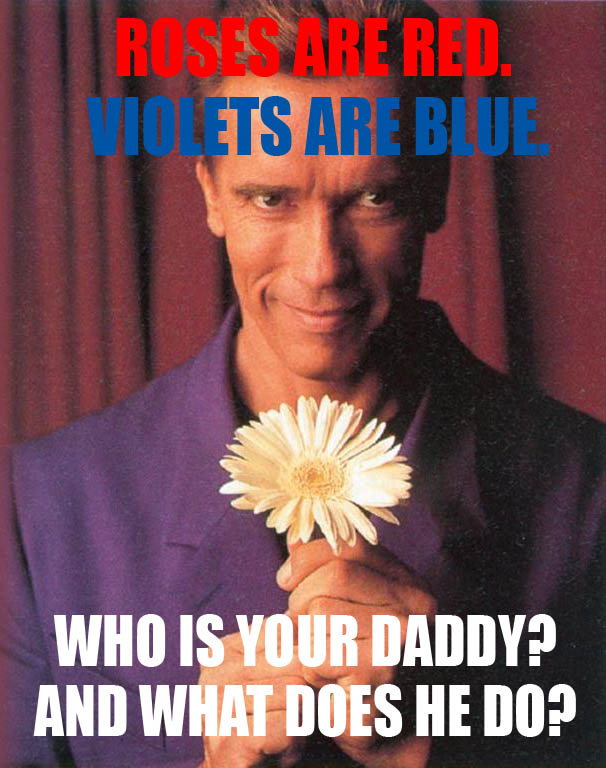 ROSES ARE RED.
VIOLETS ARE BLUE.
WHO IS YOUR DADDY?
AND WHAT DOES HE DO?